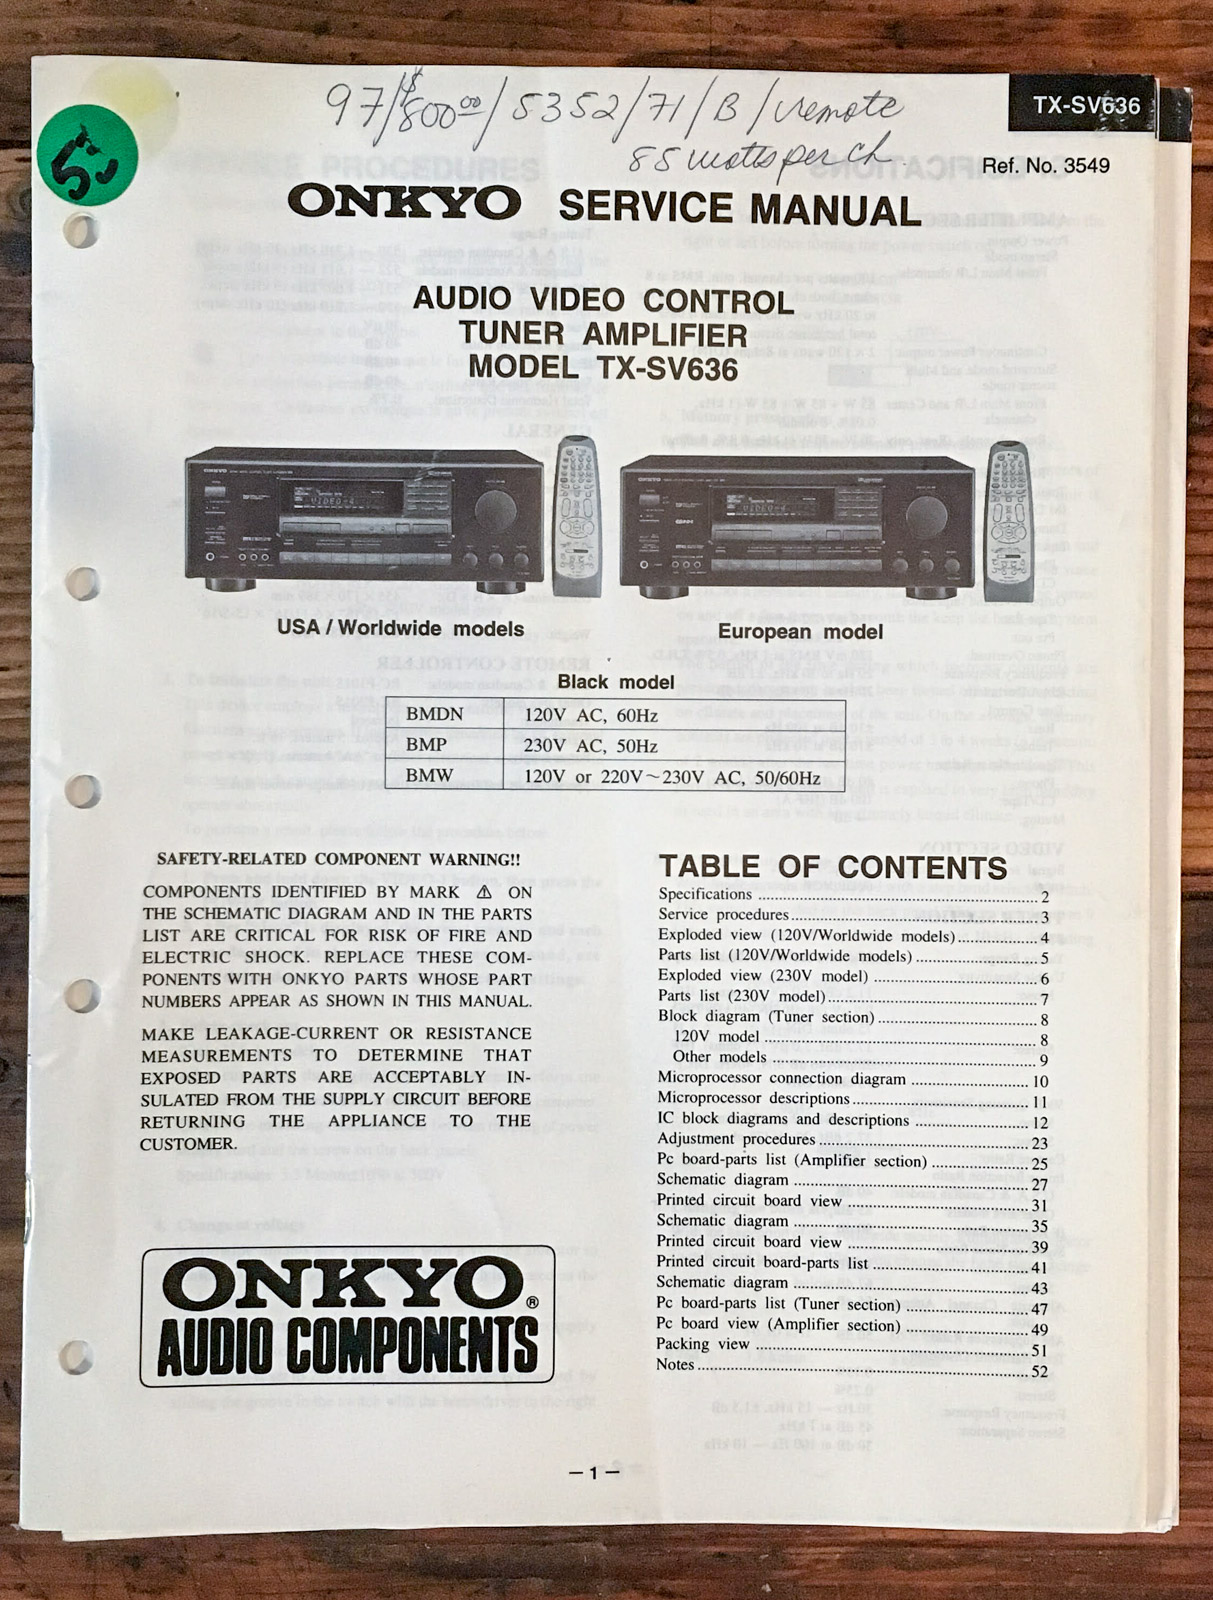 97/$800.00/5352/71/B/remote
85 watts per ch.
TX-SV636
5.
Ref. No. 3549
ONKYO SERVICE MANUAL
AUDIO VIDEO CONTROL
TUNER AMPLIFIER
MODEL TX-SV636
ONKYO
ONKYO
USA / Worldwide models
European model
Black model
BMDN 120V AC, 60Hz
BMP 230V AC, 50Hz
BMW 120V or 220V~230V AC, 50/60Hz
SAFETY-RELATED COMPONENT WARNING!!
COMPONENTS IDENTIFIED BY MARK ⚠ ON
THE SCHEMATIC DIAGRAM AND IN THE PARTS
LIST ARE CRITICAL FOR RISK OF FIRE AND
ELECTRIC SHOCK. REPLACE THESE COM-
PONENTS WITH ONKYO PARTS WHOSE PART
NUMBERS APPEAR AS SHOWN IN THIS MANUAL.
MAKE LEAKAGE-CURRENT OR RESISTANCE
MEASUREMENTS TO DETERMINE THAT
EXPOSED PARTS ARE ACCEPTABLY IN-
SULATED FROM THE SUPPLY CIRCUIT BEFORE
RETURNING THE APPLIANCE TO THE
CUSTOMER.
ONKYO®
AUDIO COMPONENTS
TABLE OF CONTENTS
Specifications ........ 2
Service procedures ........ 3
Exploded view (120V/Worldwide models) ........ 4
Parts list (120V/Worldwide models) ........ 5
Exploded view (230V model) ........ 6
Parts list (230V model) ........ 7
Block diagram (Tuner section) ........ 8
120V model ........ 8
Other models ........ 9
Microprocessor connection diagram ........ 10
Microprocessor descriptions ........ 11
IC block diagrams and descriptions ........ 12
Adjustment procedures ........ 23
Pc board-parts list (Amplifier section) ........ 25
Schematic diagram ........ 27
Printed circuit board view ........ 31
Schematic diagram ........ 35
Printed circuit board view ........ 39
Printed circuit board-parts list ........ 41
Schematic diagram ........ 43
Pc board-parts list (Tuner section) ........ 47
Pc board view (Amplifier section) ........ 49
Packing view ........ 51
Notes ........ 52
— 1 —